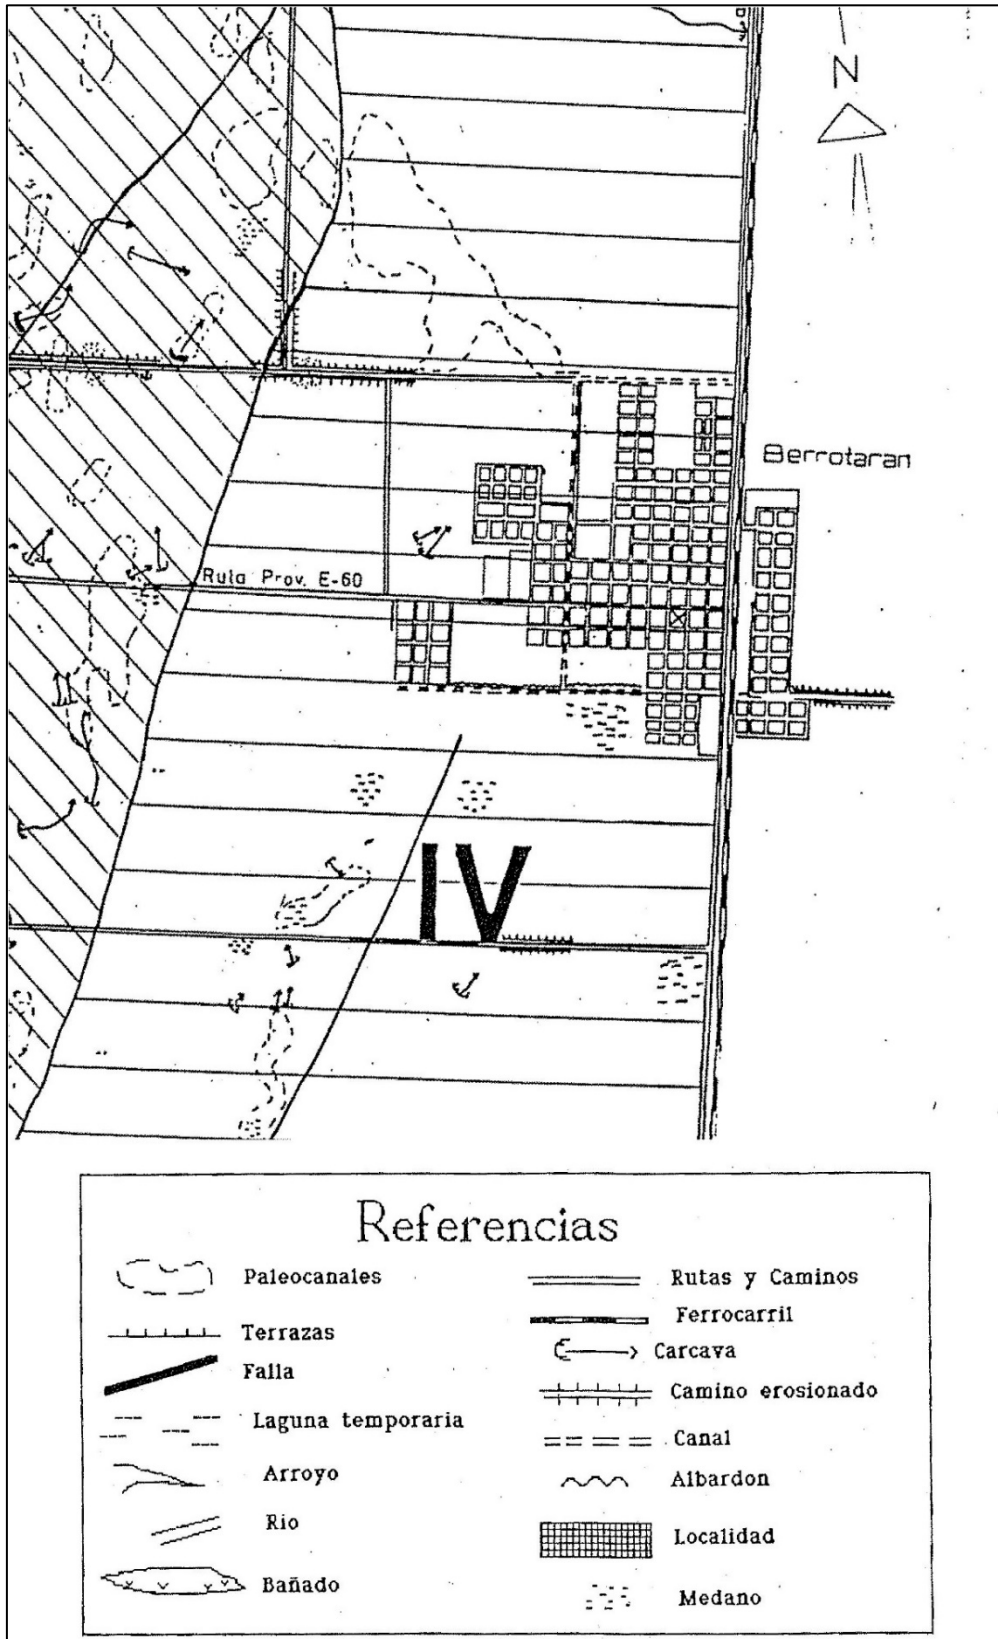 N
Berrotaran
Ruta Prov. E-60
IV
Referencias
Paleocanales
Terrazas
Falla
Laguna temporaria
Arroyo
Rio
Bañado
Rutas y Caminos
Ferrocarril
Carcava
Camino erosionado
Canal
Albardon
Localidad
Medano